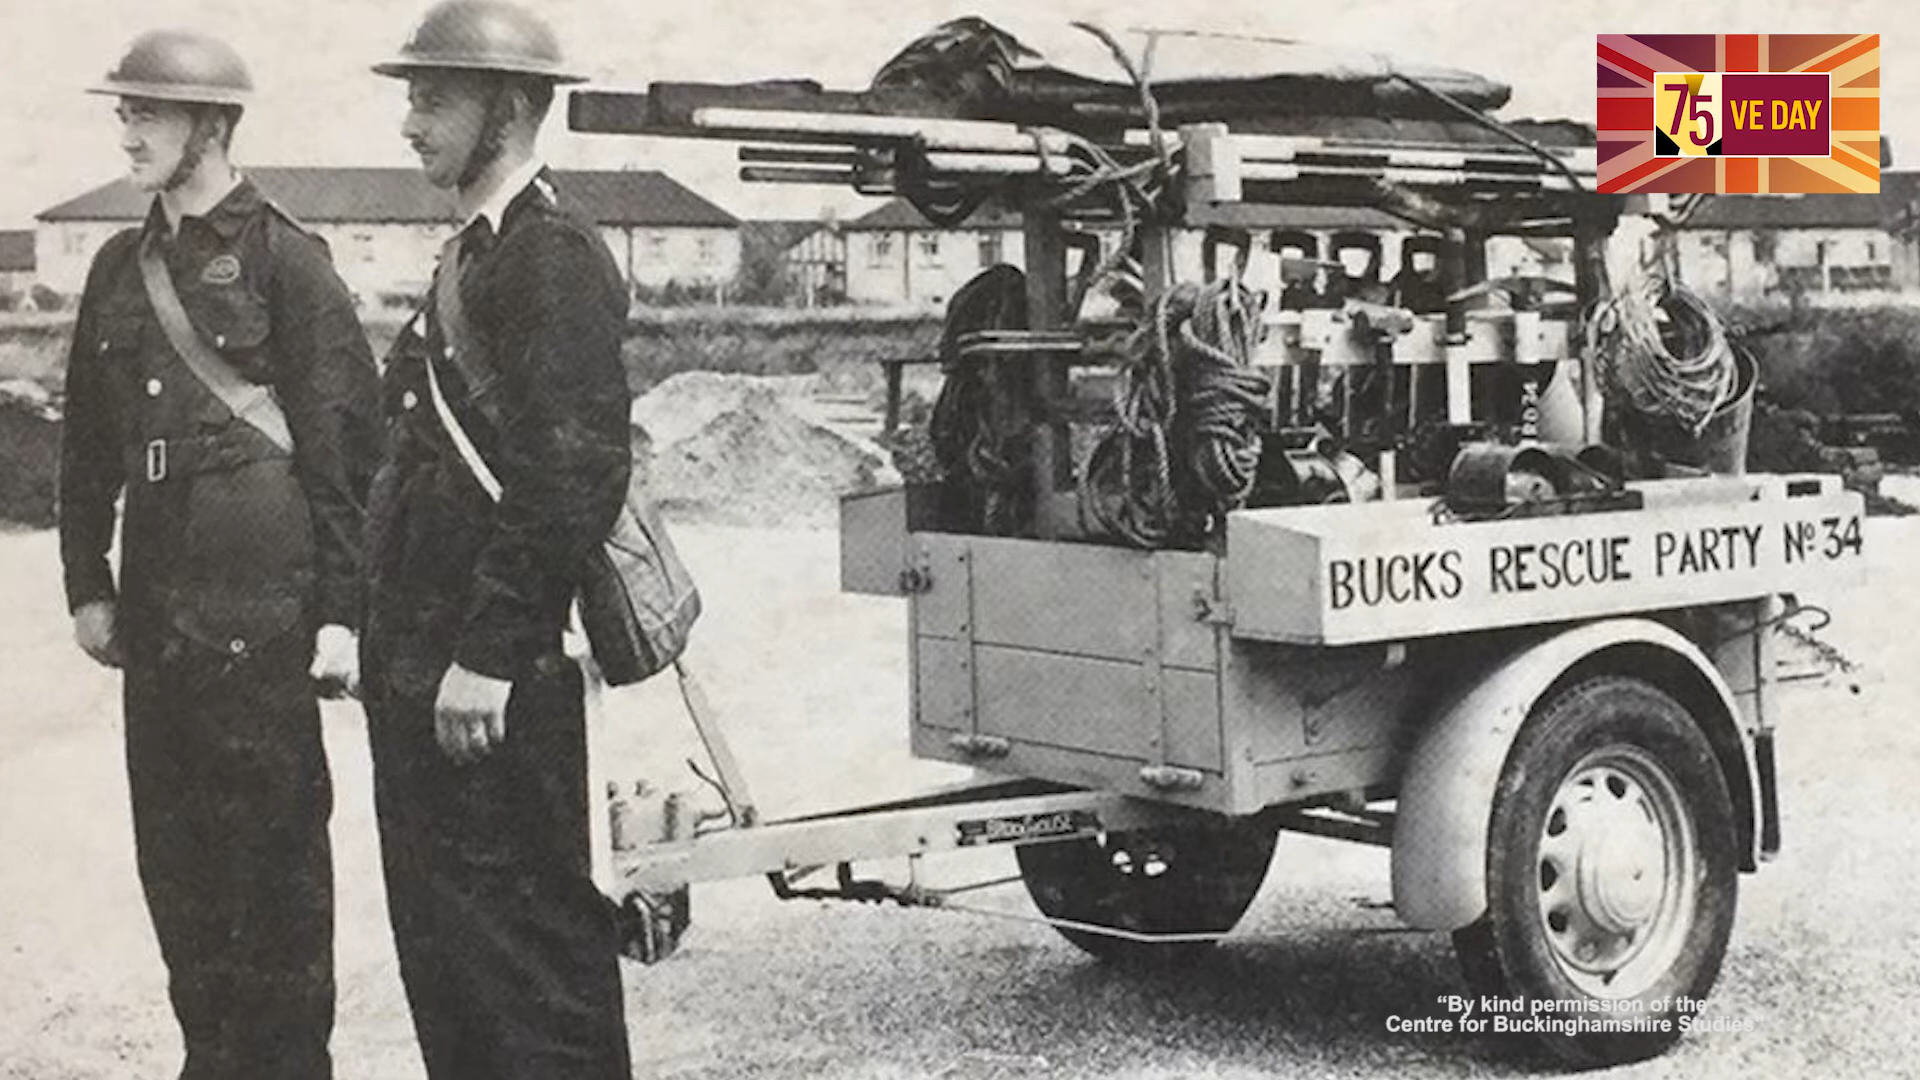 75 VE DAY
BUCKS RESCUE PARTY Nº 34
“By kind permission of the
Centre for Buckinghamshire Studies”